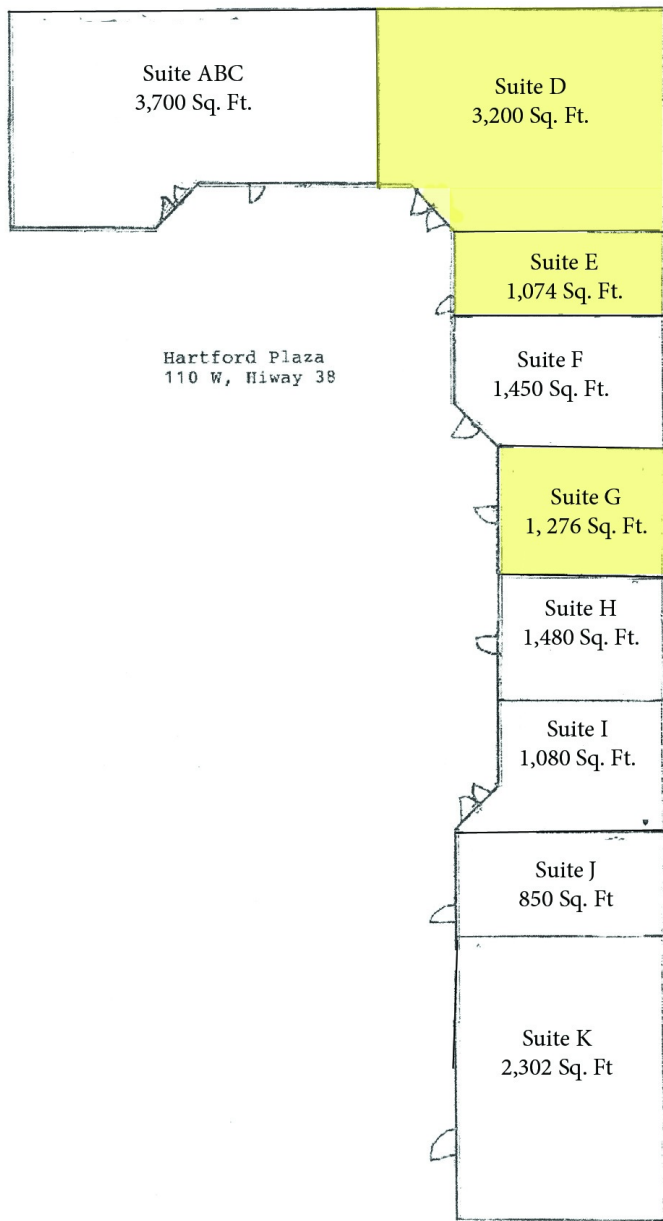 Suite ABC
3,700 Sq. Ft.
Suite D
3,200 Sq. Ft.
Suite E
1,074 Sq. Ft.
Hartford Plaza
110 W, Hiway 38
Suite F
1,450 Sq. Ft.
Suite G
1, 276 Sq. Ft.
Suite H
1,480 Sq. Ft.
Suite I
1,080 Sq. Ft.
Suite J
850 Sq. Ft
Suite K
2,302 Sq. Ft